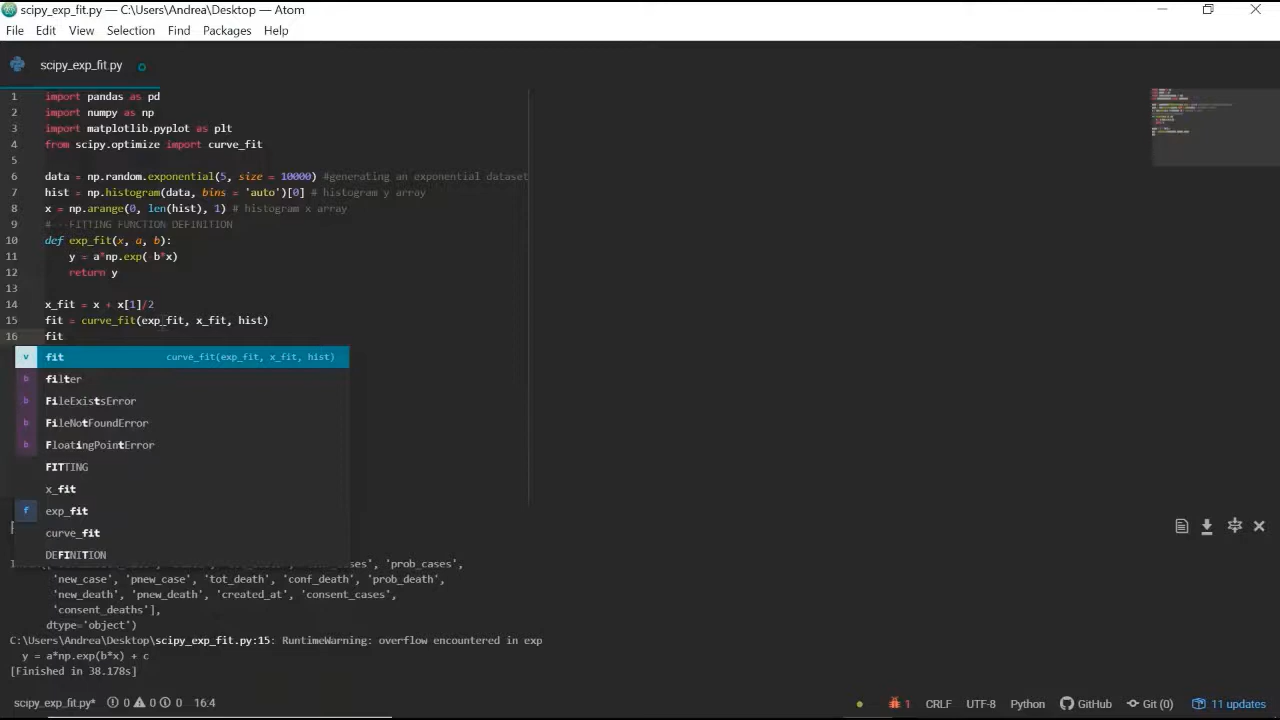 scipy_exp_fit.py — C:\Users\Andrea\Desktop — Atom
File Edit View Selection Find Packages Help
scipy_exp_fit.py
1 import pandas as pd
2 import numpy as np
3 import matplotlib.pyplot as plt
4 from scipy.optimize import curve_fit
5
6 data = np.random.exponential(5, size = 10000) #generating an exponential dataset
7 hist = np.histogram(data, bins = 'auto')[0] # histogram y array
8 x = np.arange(0, len(hist), 1) # histogram x array
9 # FITTING FUNCTION DEFINITION
10 def exp_fit(x, a, b):
11 y = a*np.exp(-b*x)
12 return y
13
14 x_fit = x + x[1]/2
15 fit = curve_fit(exp_fit, x_fit, hist)
16 fit
v fit curve_fit(exp_fit, x_fit, hist)
b filter
b FileExistsError
b FileNotFoundError
b FloatingPointError
FITTING
x_fit
f exp_fit
curve_fit
DEFINITION
'prob_cases',
'new_case', 'pnew_case', 'tot_death', 'conf_death', 'prob_death',
'new_death', 'pnew_death', 'created_at', 'consent_cases',
'consent_deaths'],
dtype='object')
C:\Users\Andrea\Desktop\scipy_exp_fit.py:15: RuntimeWarning: overflow encountered in exp
y = a*np.exp(b*x) + c
[Finished in 38.178s]
scipy_exp_fit.py* 0 0 0 16:4 1 CRLF UTF-8 Python GitHub Git (0) 11 updates